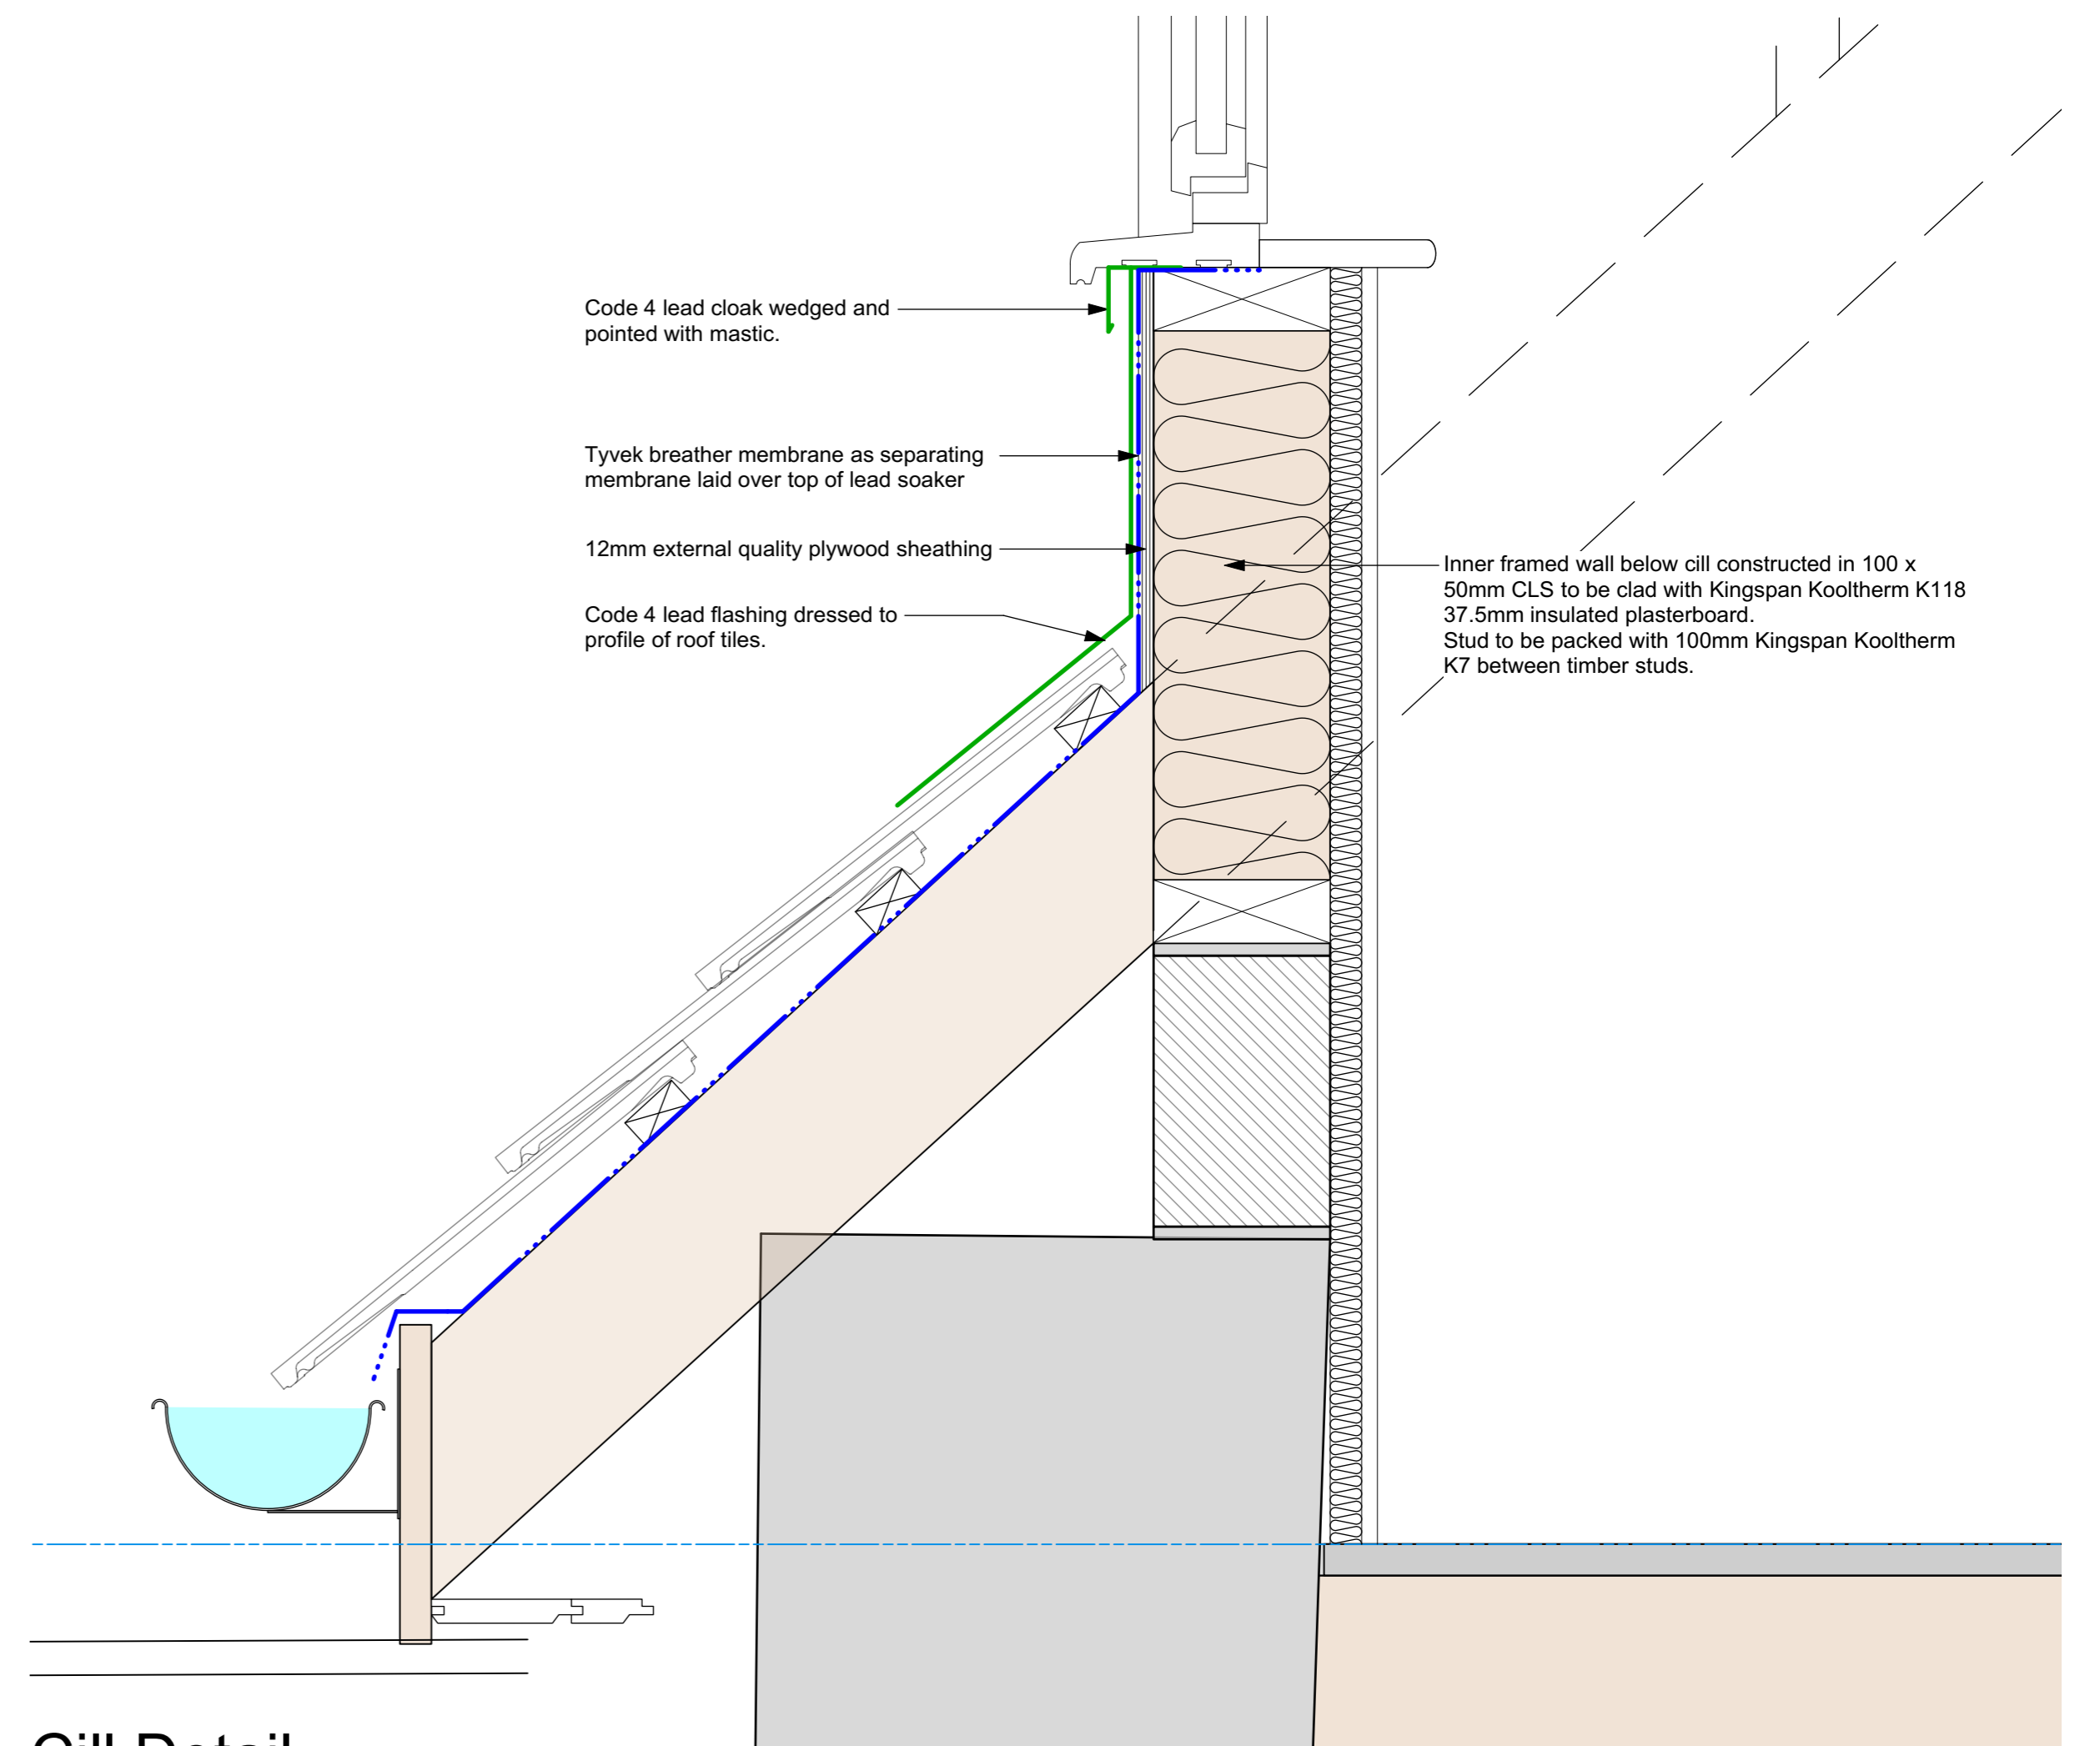 Code 4 lead cloak wedged and
pointed with mastic.
Tyvek breather membrane as separating
membrane laid over top of lead soaker
12mm external quality plywood sheathing
Code 4 lead flashing dressed to
profile of roof tiles.
Inner framed wall below cill constructed in 100 x
50mm CLS to be clad with Kingspan Kooltherm K118
37.5mm insulated plasterboard.
Stud to be packed with 100mm Kingspan Kooltherm
K7 between timber studs.
Cill Detail